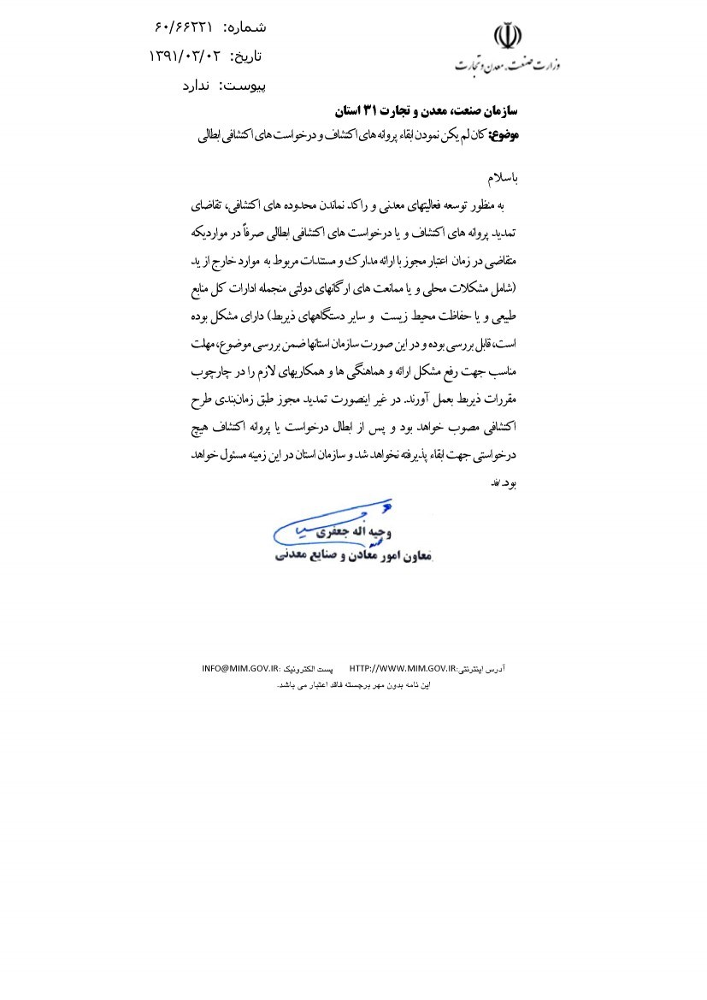 شماره: ۶۰/۶۶۲۲۱
تاریخ: ۱۳۹۱/۰۳/۰۲
پیوست: ندارد
وزارت صنعت، معدن و تجارت
سازمان صنعت، معدن و تجارت ۳۱ استان
موضوع: کان لم یکن نمودن ابقاء پروانه های اکتشاف و درخواست های اکتشافی ابطالی
باسلام
به منظور توسعه فعالیتهای معدنی و راکد نماندن محدوده های اکتشافی، تقاضای
تمدید پروانه های اکتشاف و یا درخواست های اکتشافی ابطالی صرفاً در مواردیکه
متقاضی در زمان اعتبار مجوز با ارائه مدارک و مستندات مربوط به موارد خارج از ید
(شامل مشکلات محلی و یا ممانعت های ارگانهای دولتی منجمله ادارات کل منابع
طبیعی و یا حفاظت محیط زیست و سایر دستگاههای ذیربط) دارای مشکل بوده
است، قابل بررسی بوده و در این صورت سازمان استانها ضمن بررسی موضوع، مهلت
مناسب جهت رفع مشکل ارائه و هماهنگی ها و همکاریهای لازم را در چارچوب
مقررات ذیربط بعمل آورند. در غیر اینصورت تمدید مجوز طبق زمان‌بندی طرح
اکتشافی مصوب خواهد بود و پس از ابطال درخواست یا پروانه اکتشاف هیچ
درخواستی جهت ابقاء پذیرفته نخواهد شد و سازمان استان در این زمینه مسئول خواهد
بود.
وجیه اله جعفری
معاون امور معادن و صنایع معدنی
آدرس اینترنتی:HTTP://WWW.MIM.GOV.IR پست الکترونیک :INFO@MIM.GOV.IR
این نامه بدون مهر برجسته فاقد اعتبار می باشد.